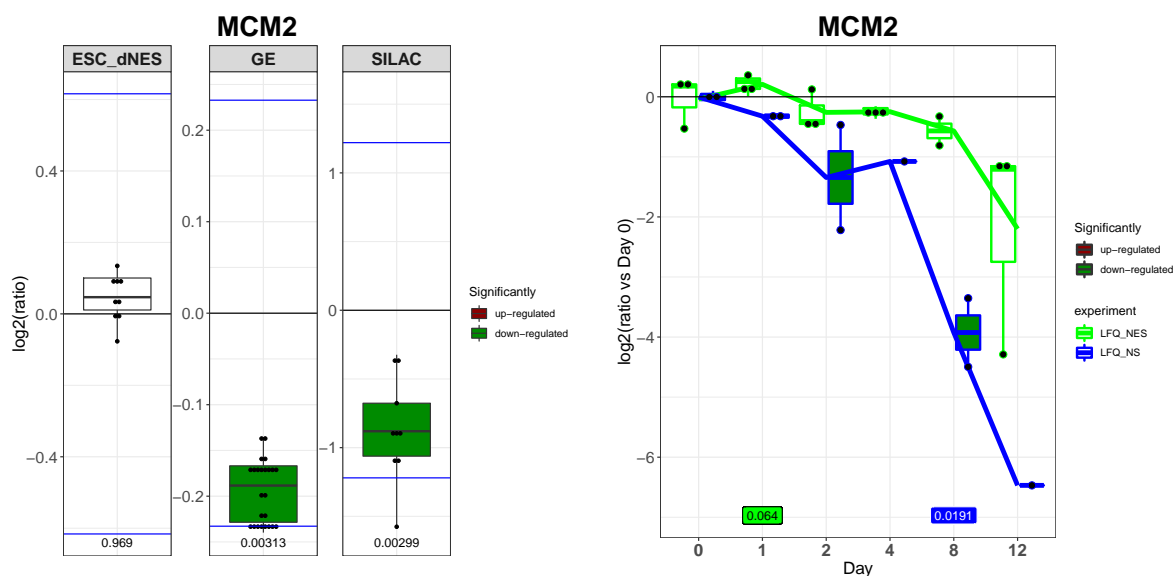 MCM2
ESC_dNES GE SILAC
log2(ratio)
0.4
0.0
−0.4
0.2
0.1
0.0
−0.1
−0.2
1
0
−1
0.969 0.00313 0.00299
Significantly
up−regulated
down−regulated
MCM2
log2(ratio vs Day 0)
0
−2
−4
−6
0.064 0.0191
0 1 2 4 8 12
Day
Significantly
up−regulated
down−regulated
experiment
LFQ_NES
LFQ_NS